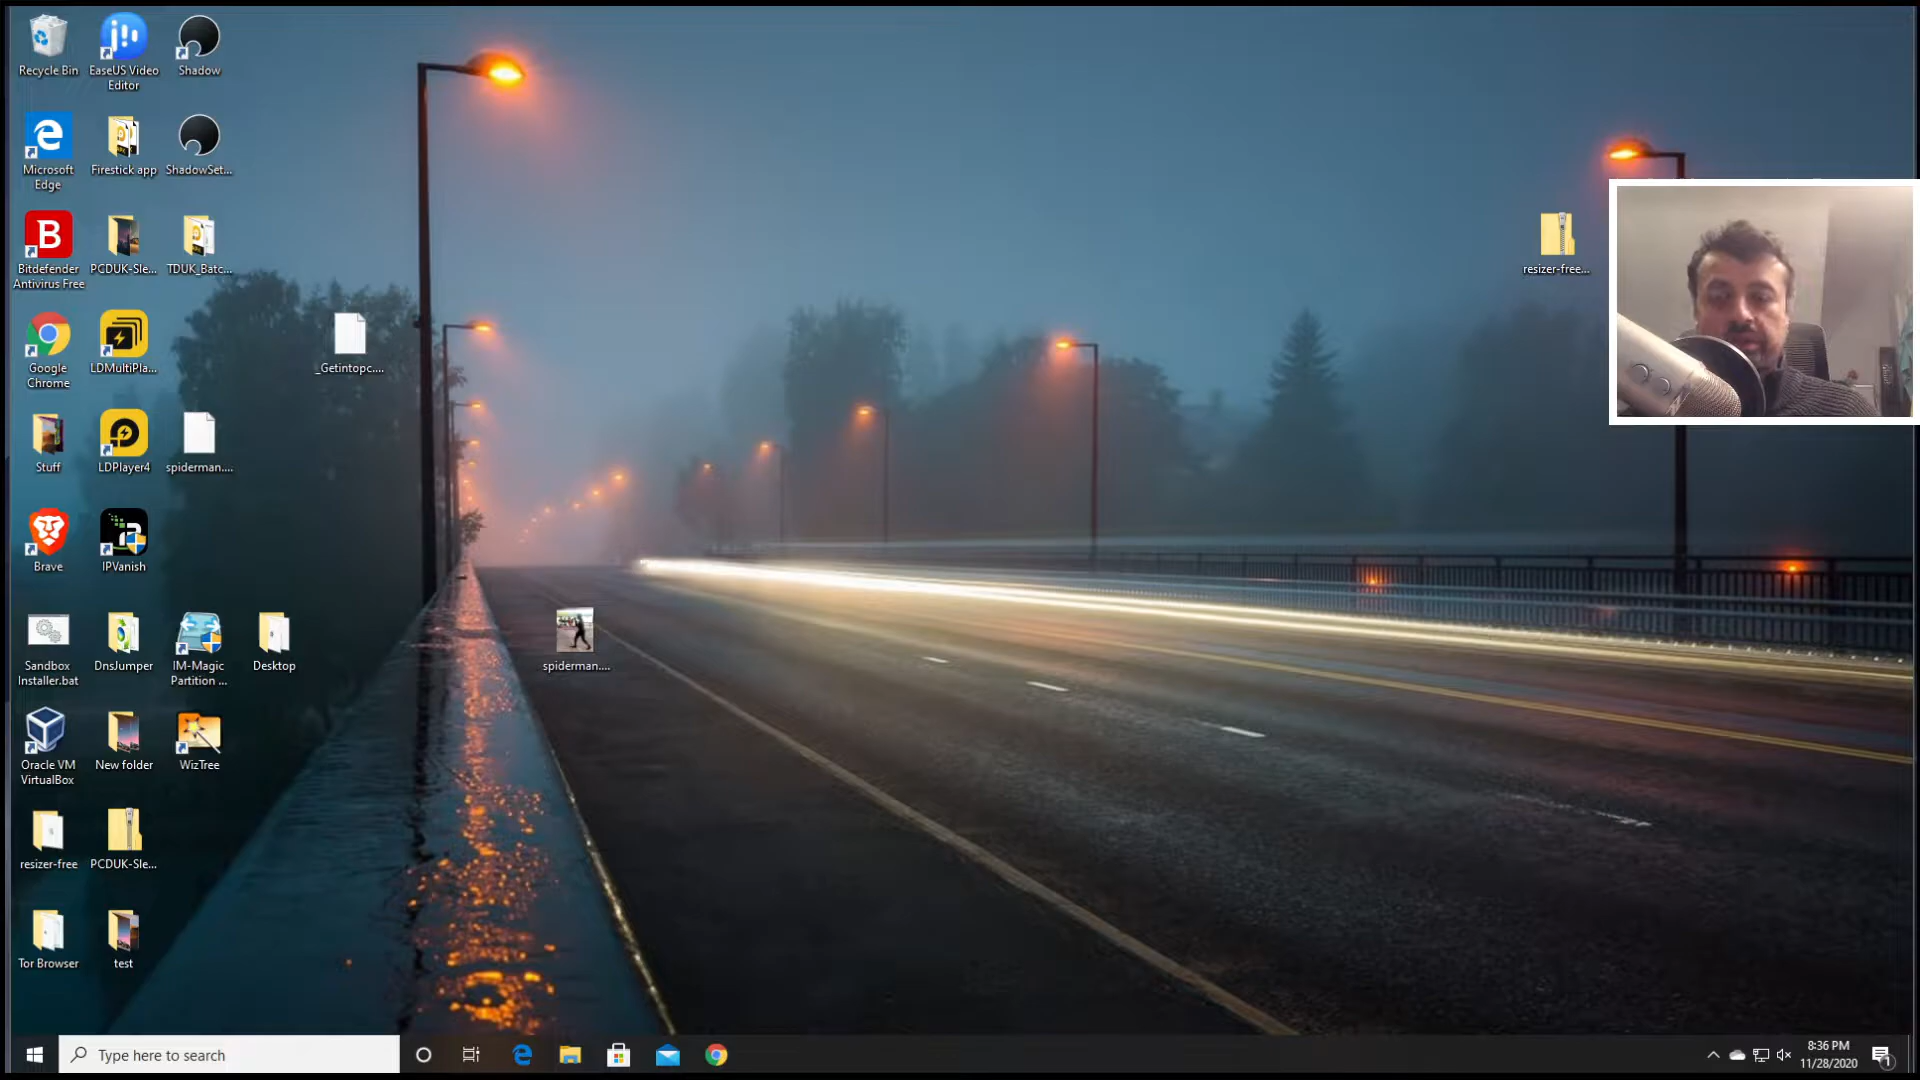 Recycle Bin
EaseUS Video
Editor
Shadow
Microsoft
Edge
Firestick app
ShadowSet...
Bitdefender
Antivirus Free
PCDUK-Sle...
TDUK_Batc...
resizer-free...
Google
Chrome
LDMultiPla...
_Getintopc....
Stuff
LDPlayer4
spiderman....
Brave
IPVanish
Sandbox
Installer.bat
DnsJumper
IM-Magic
Partition ...
Desktop
spiderman....
Oracle VM
VirtualBox
New folder
WizTree
resizer-free
PCDUK-Sle...
Tor Browser
test
Type here to search
8:36 PM
11/28/2020
1